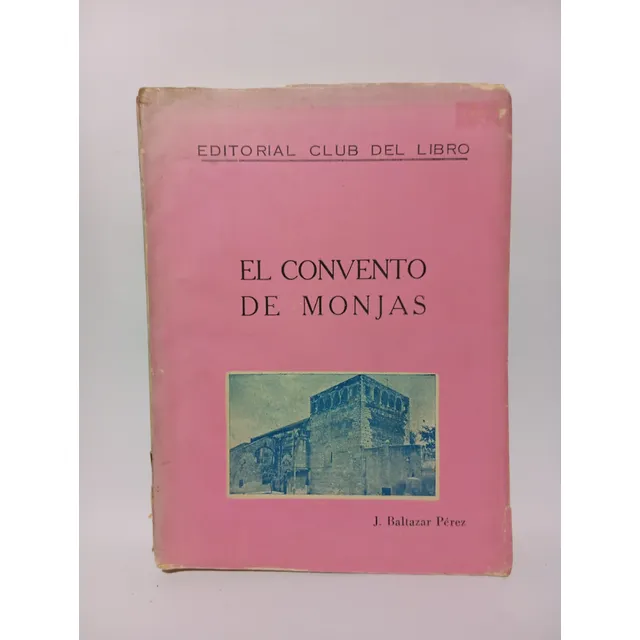 EDITORIAL CLUB DEL LIBRO
EL CONVENTO
DE MONJAS
J. Baltazar Pérez